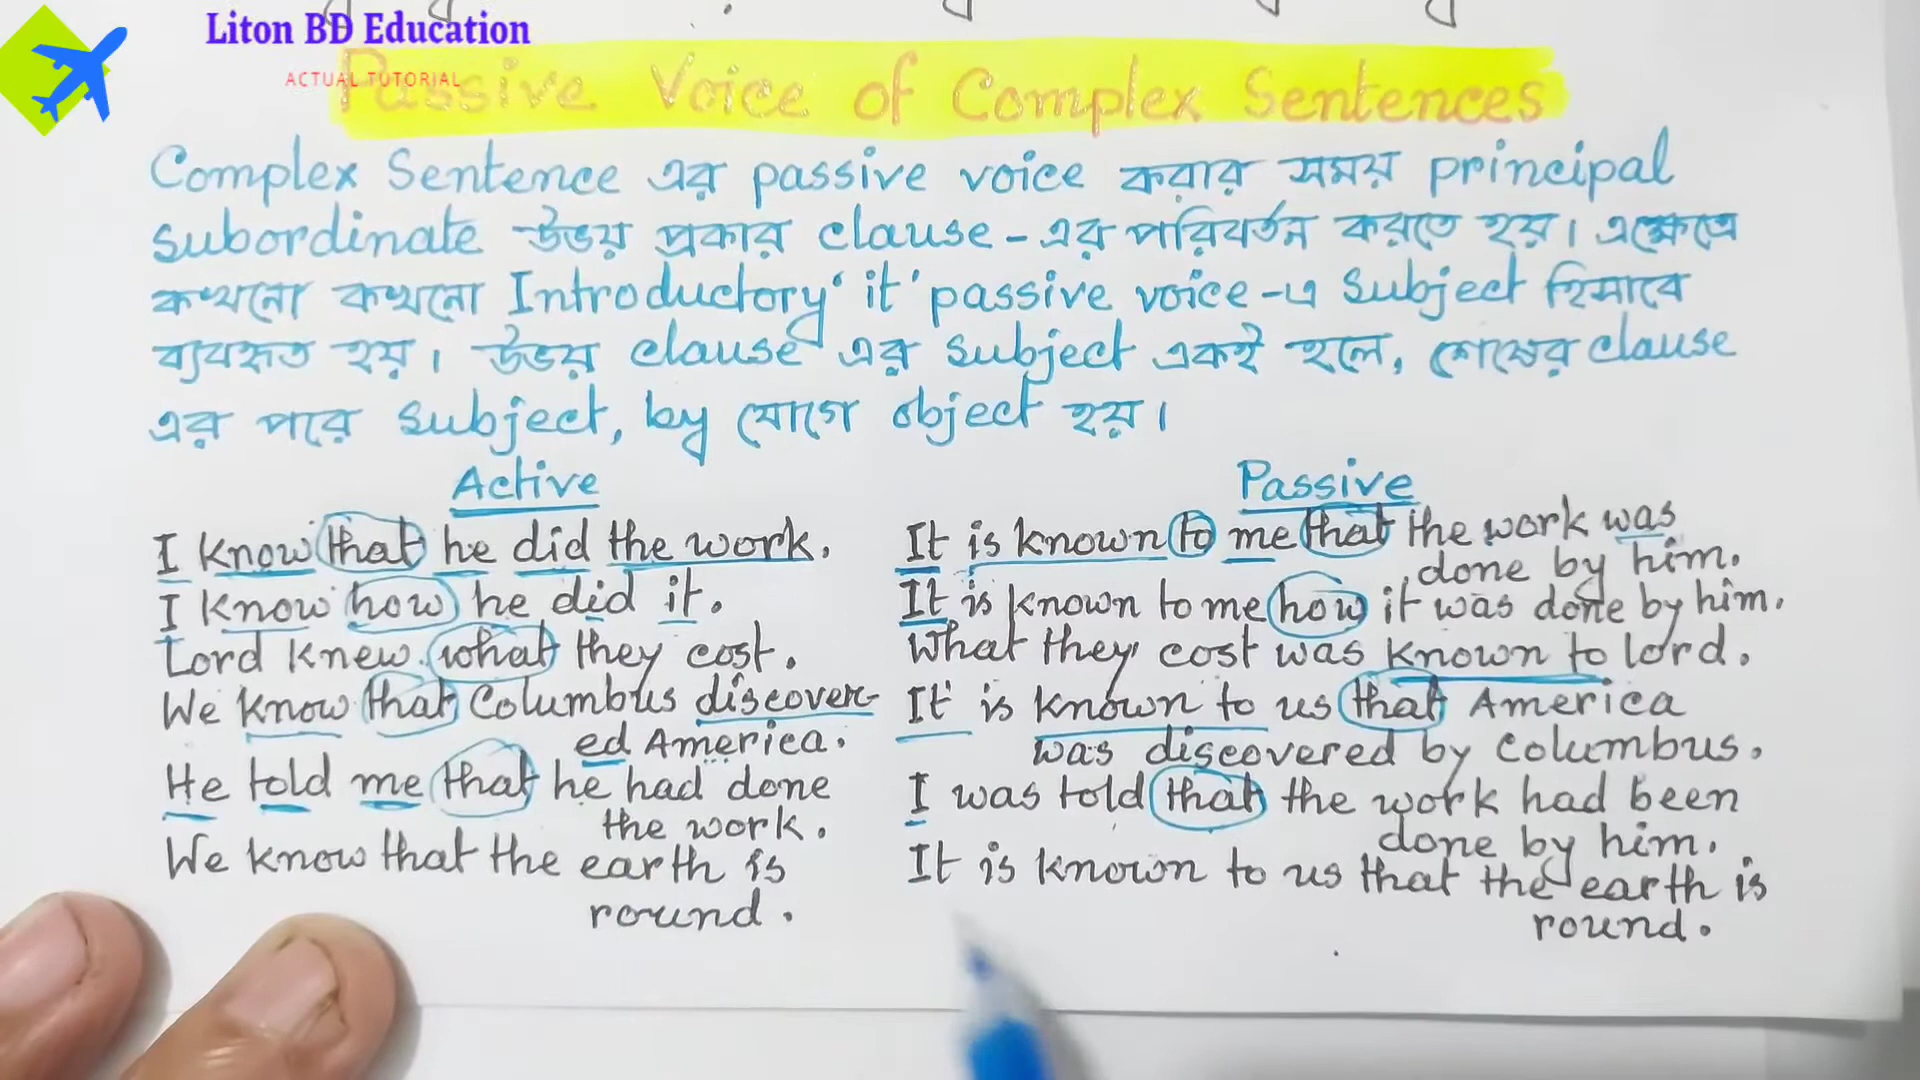 Liton BD Education
ACTUAL TUTORIAL
Passive Voice of Complex Sentences
Complex Sentence এর passive voice করার সময় principal
subordinate উভয় প্রকার clause-এর পরিবর্তন করতে হয়। এক্ষেত্রে
কখনো কখনো Introductory 'it' passive voice-এ subject হিসাবে
ব্যবহৃত হয়। উভয় clause এর subject একই হলে, শেষের clause
এর পরে subject, by যোগে object হয়।
Active
I know that he did the work.
I know how he did it.
Lord knew what they cost.
We know that Columbus discover-
ed America.
He told me that he had done
the work.
We know that the earth is
round.
Passive
It is known to me that the work was
done by him.
It is known to me how it was done by him.
What they cost was known to lord.
It is known to us that America
was discovered by Columbus.
I was told that the work had been
done by him.
It is known to us that the earth is
round.